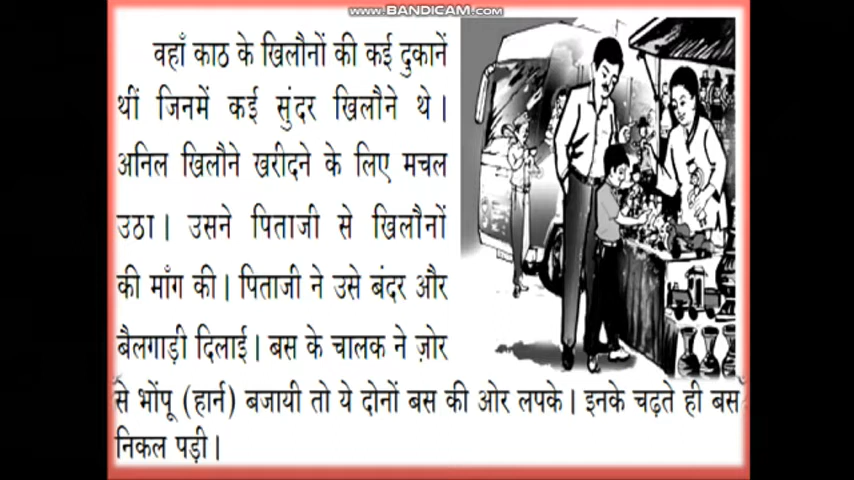 WWW.BANDICAM.COM
वहाँ काठ के खिलौनों की कई दुकानें
थीं जिनमें कई सुंदर खिलौने थे।
अनिल खिलौने खरीदने के लिए मचल
उठा। उसने पिताजी से खिलौनों
की माँग की। पिताजी ने उसे बंदर और
बैलगाड़ी दिलाई। बस के चालक ने ज़ोर
से भोंपू (हार्न) बजायी तो ये दोनों बस की ओर लपके। इनके चढ़ते ही बस
निकल पड़ी।